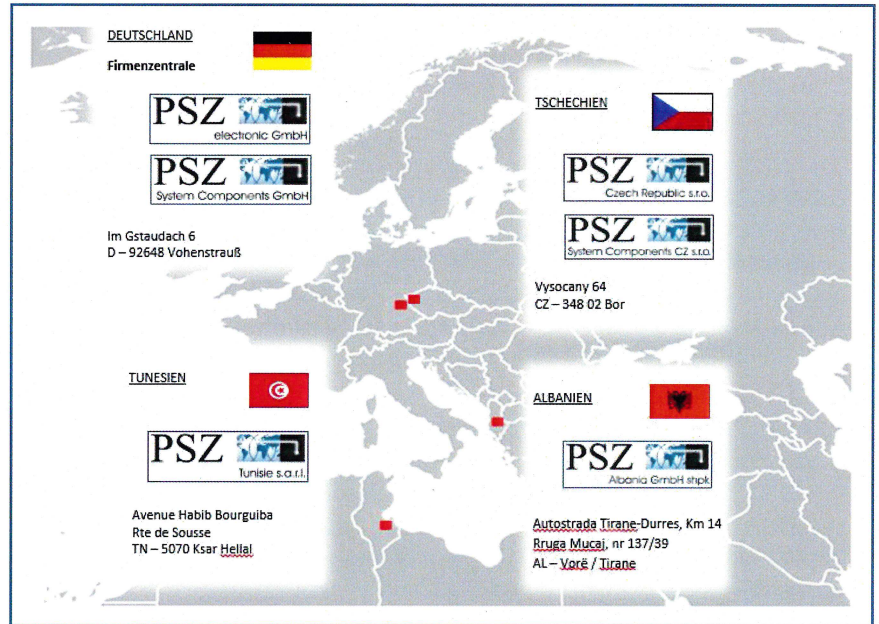 DEUTSCHLAND
Firmenzentrale
PSZ
electronic GmbH
PSZ
System Components GmbH
Im Gstaudach 6
D – 92648 Vohenstrauß
TSCHECHIEN
PSZ
Czech Republic s.r.o.
PSZ
System Components CZ s.r.o.
Vysocany 64
CZ – 348 02 Bor
TUNESIEN
PSZ
Tunisie s.a.r.l.
Avenue Habib Bourguiba
Rte de Sousse
TN – 5070 Ksar Hellal
ALBANIEN
PSZ
Albania GmbH shpk
Autostrada Tirane-Durres, Km 14
Rruga Mucaj, nr 137/39
AL – Vorë / Tirane